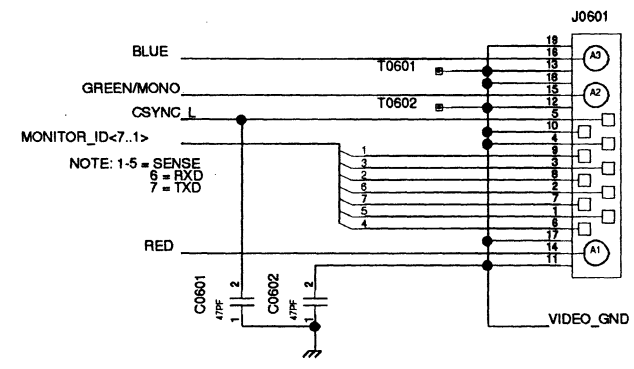 J0601
19
BLUE
16
A3
T0601
13
18
GREEN/MONO
15
A2
T0602
12
CSYNC_L
5
10
MONITOR_ID<7..1>
4
1
9
NOTE: 1-5 = SENSE
3
3
6 = RXD
2
8
7 = TXD
6
2
7
7
5
1
4
6
17
RED
14
A1
11
C0601
2
47PF
1
C0602
2
47PF
1
VIDEO_GND